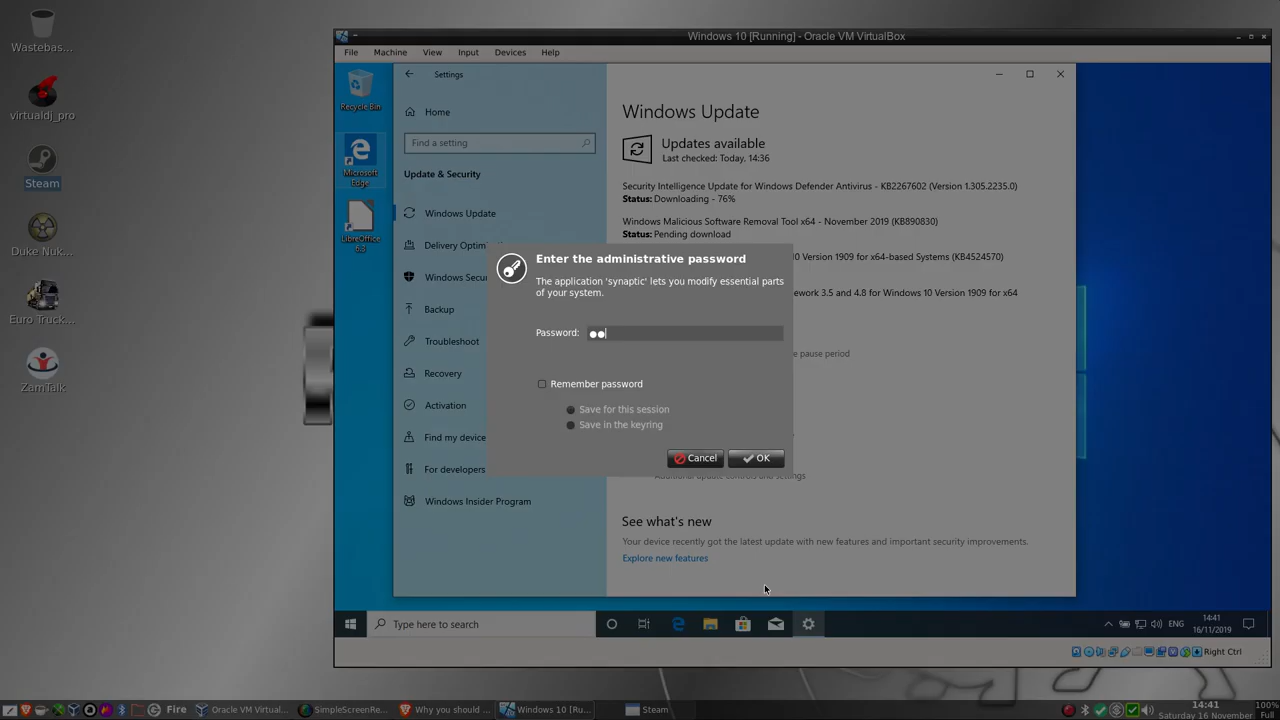 Wastebas...
virtualdj_pro
Steam
Duke Nuk...
Euro Truck...
ZamTalk
Windows 10 [Running] - Oracle VM VirtualBox
File Machine View Input Devices Help
Recycle Bin
Microsoft
Edge
LibreOffice
6.3
Settings
Home
Find a setting
Update & Security
Windows Update
Delivery Optimi
Windows Secu
Backup
Troubleshoot
Recovery
Activation
Find my device
For developers
Windows Insider Program
Windows Update
Updates available
Last checked: Today, 14:36
Security Intelligence Update for Windows Defender Antivirus - KB2267602 (Version 1.305.2235.0)
Status: Downloading - 76%
Windows Malicious Software Removal Tool x64 - November 2019 (KB890830)
Status: Pending download
10 Version 1909 for x64-based Systems (KB4524570)
ework 3.5 and 4.8 for Windows 10 Version 1909 for x64
e pause period
Additional update controls and settings
See what's new
Your device recently got the latest update with new features and important security improvements.
Explore new features
Enter the administrative password
The application 'synaptic' lets you modify essential parts
of your system.
Password: ●●
Remember password
Save for this session
Save in the keyring
Cancel OK
Type here to search
ENG
14:41
16/11/2019
Right Ctrl
Fire
Oracle VM Virtual...
SimpleScreenRe...
Why you should ...
Windows 10 [Ru...
Steam
14:41
Saturday 16 November
100%
Full